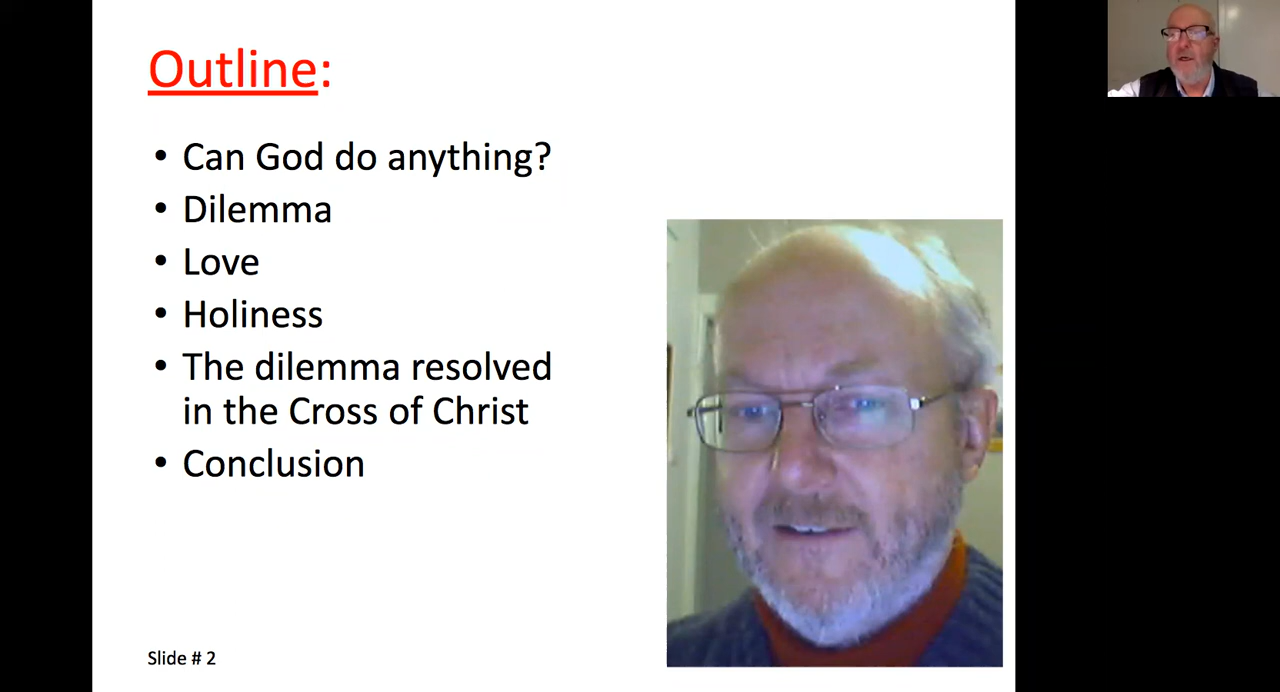 Outline:
• Can God do anything?
• Dilemma
• Love
• Holiness
• The dilemma resolved
in the Cross of Christ
• Conclusion
Slide # 2